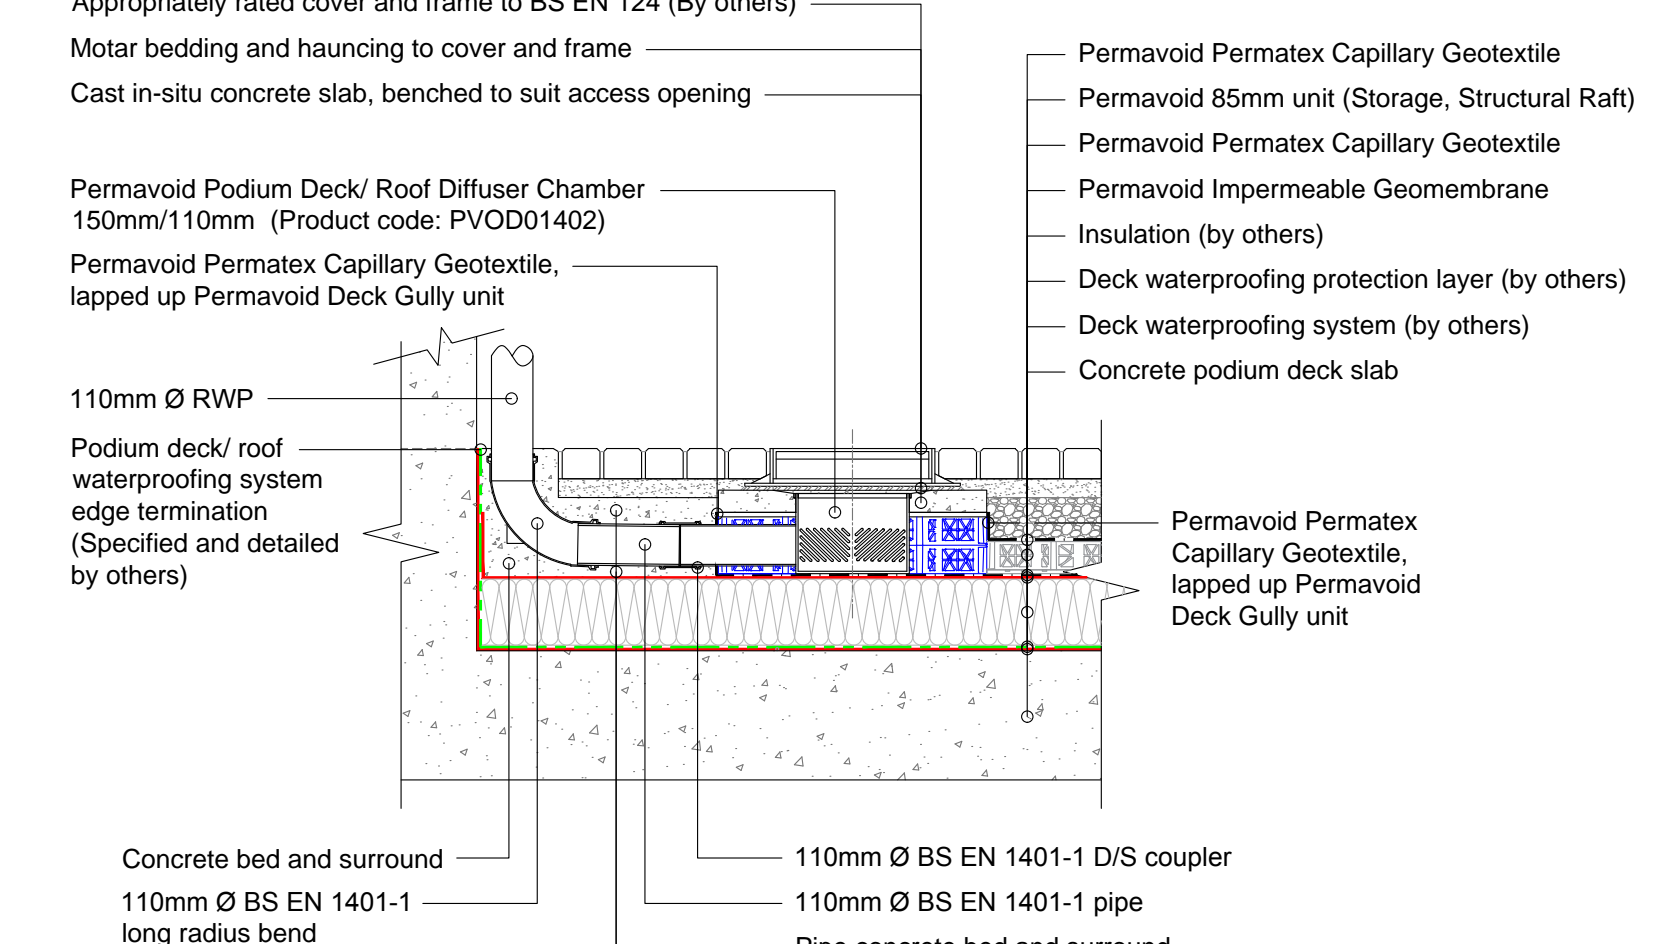 Appropriately rated cover and frame to BS EN 124 (By others)
Motar bedding and hauncing to cover and frame
Cast in-situ concrete slab, benched to suit access opening
Permavoid Podium Deck/ Roof Diffuser Chamber
150mm/110mm (Product code: PVOD01402)
Permavoid Permatex Capillary Geotextile,
lapped up Permavoid Deck Gully unit
110mm Ø RWP
Podium deck/ roof
waterproofing system
edge termination
(Specified and detailed
by others)
Permavoid Permatex Capillary Geotextile
Permavoid 85mm unit (Storage, Structural Raft)
Permavoid Permatex Capillary Geotextile
Permavoid Impermeable Geomembrane
Insulation (by others)
Deck waterproofing protection layer (by others)
Deck waterproofing system (by others)
Concrete podium deck slab
Permavoid Permatex
Capillary Geotextile,
lapped up Permavoid
Deck Gully unit
Concrete bed and surround
110mm Ø BS EN 1401-1
long radius bend
110mm Ø BS EN 1401-1 D/S coupler
110mm Ø BS EN 1401-1 pipe
Pipe concrete bed and surround